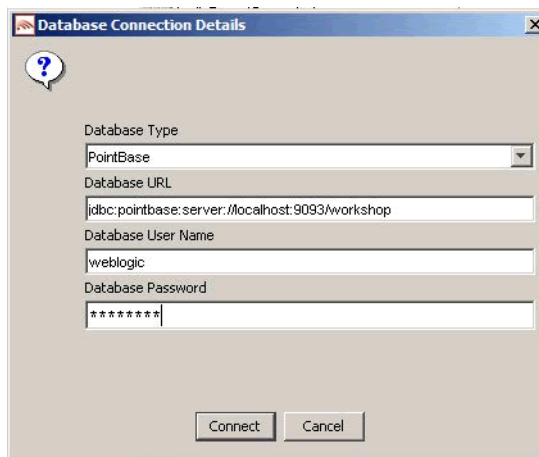 Database Connection Details
Database Type
PointBase
Database URL
jdbc:pointbase:server://localhost:9093/workshop
Database User Name
weblogic
Database Password
********
Connect Cancel